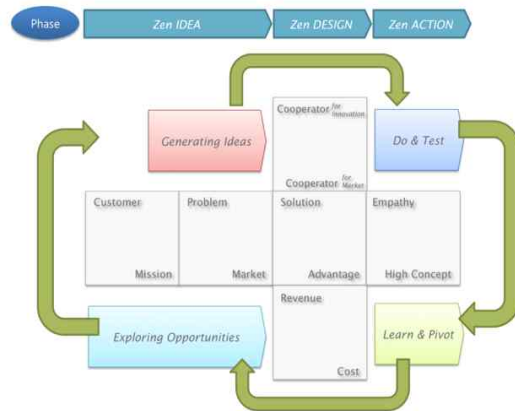 Phase
Zen IDEA
Zen DESIGN
Zen ACTION
Cooperator for Innovation
Generating Ideas
Do & Test
Cooperator for Market
Customer
Problem
Solution
Empathy
Mission
Market
Advantage
High Concept
Revenue
Exploring Opportunities
Learn & Pivot
Cost